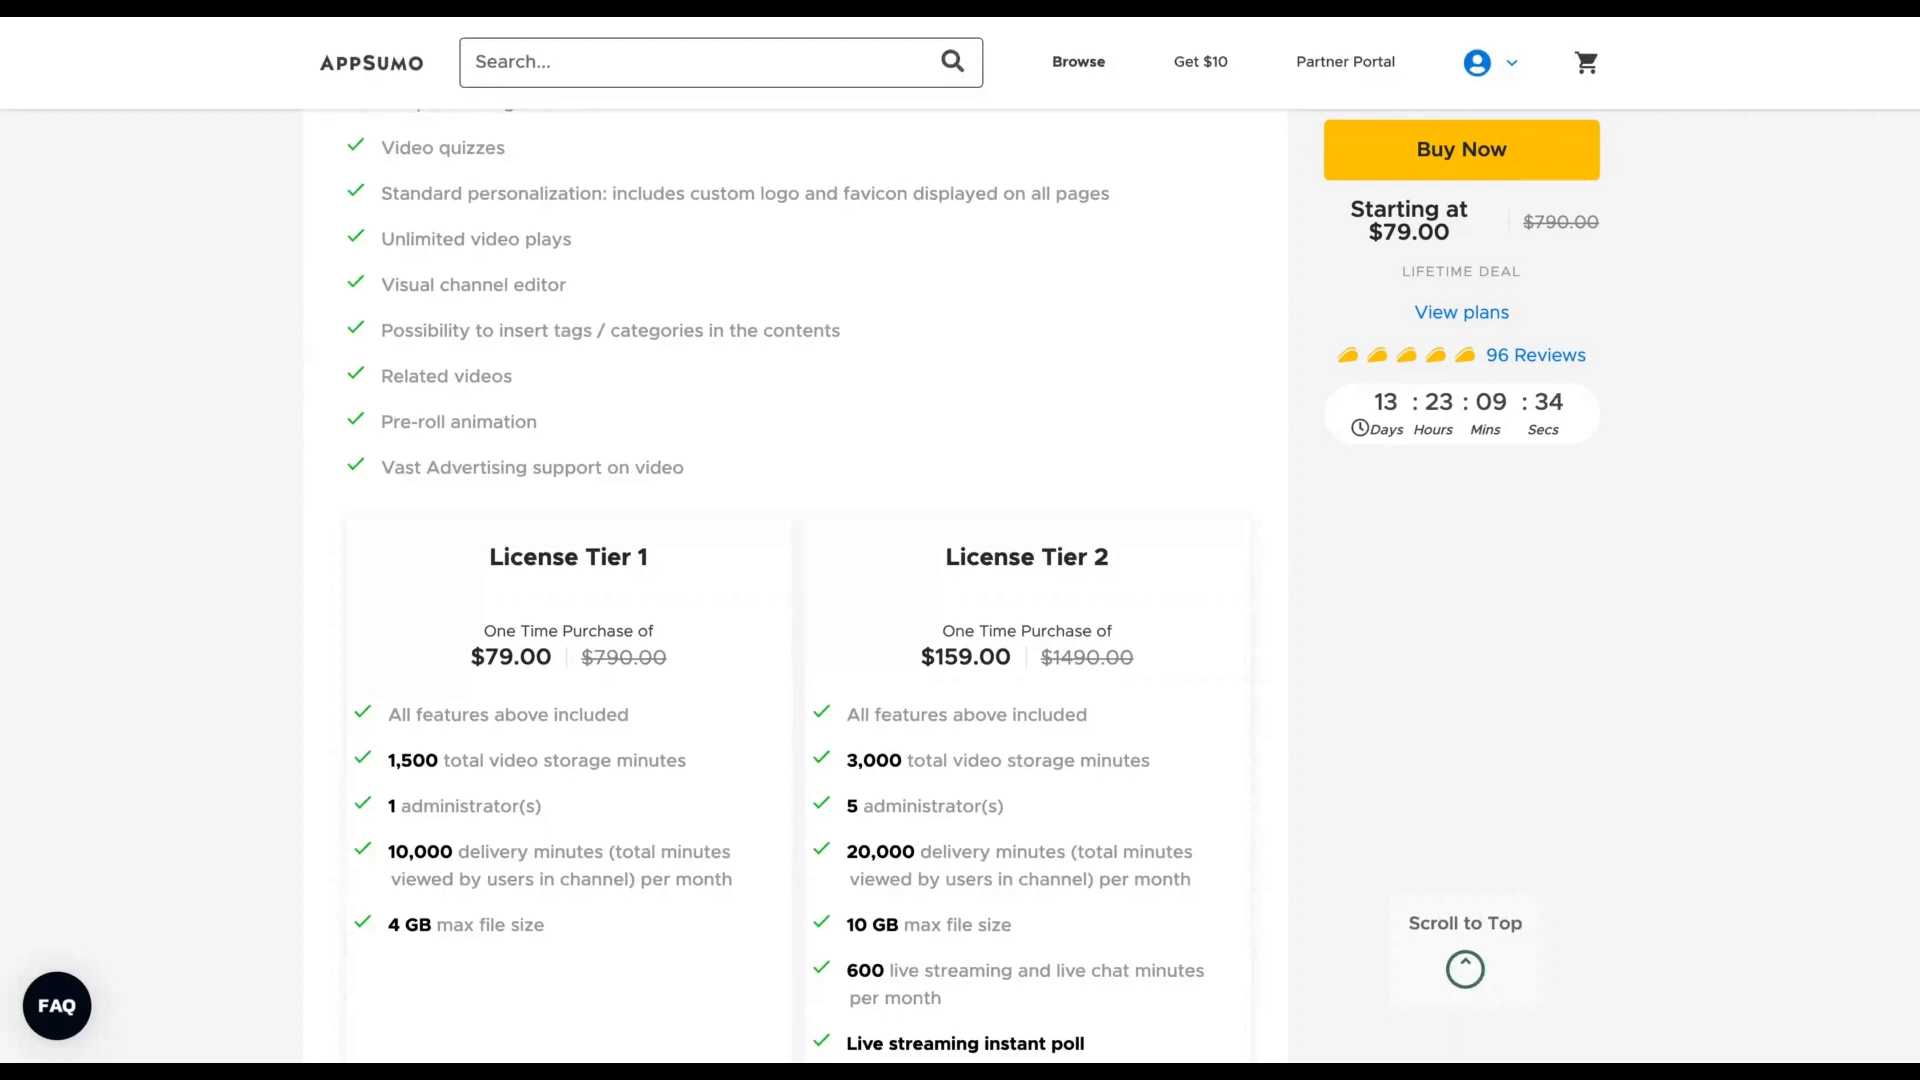 APPSUMO
Search...
Browse
Get $10
Partner Portal
Video quizzes
Standard personalization: includes custom logo and favicon displayed on all pages
Unlimited video plays
Visual channel editor
Possibility to insert tags / categories in the contents
Related videos
Pre-roll animation
Vast Advertising support on video
License Tier 1
One Time Purchase of
$79.00 $790.00
All features above included
1,500 total video storage minutes
1 administrator(s)
10,000 delivery minutes (total minutes
viewed by users in channel) per month
4 GB max file size
License Tier 2
One Time Purchase of
$159.00 $1490.00
All features above included
3,000 total video storage minutes
5 administrator(s)
20,000 delivery minutes (total minutes
viewed by users in channel) per month
10 GB max file size
600 live streaming and live chat minutes
per month
Live streaming instant poll
Buy Now
Starting at
$79.00
$790.00
LIFETIME DEAL
View plans
96 Reviews
13 : 23 : 09 : 34
Days Hours Mins Secs
Scroll to Top
FAQ